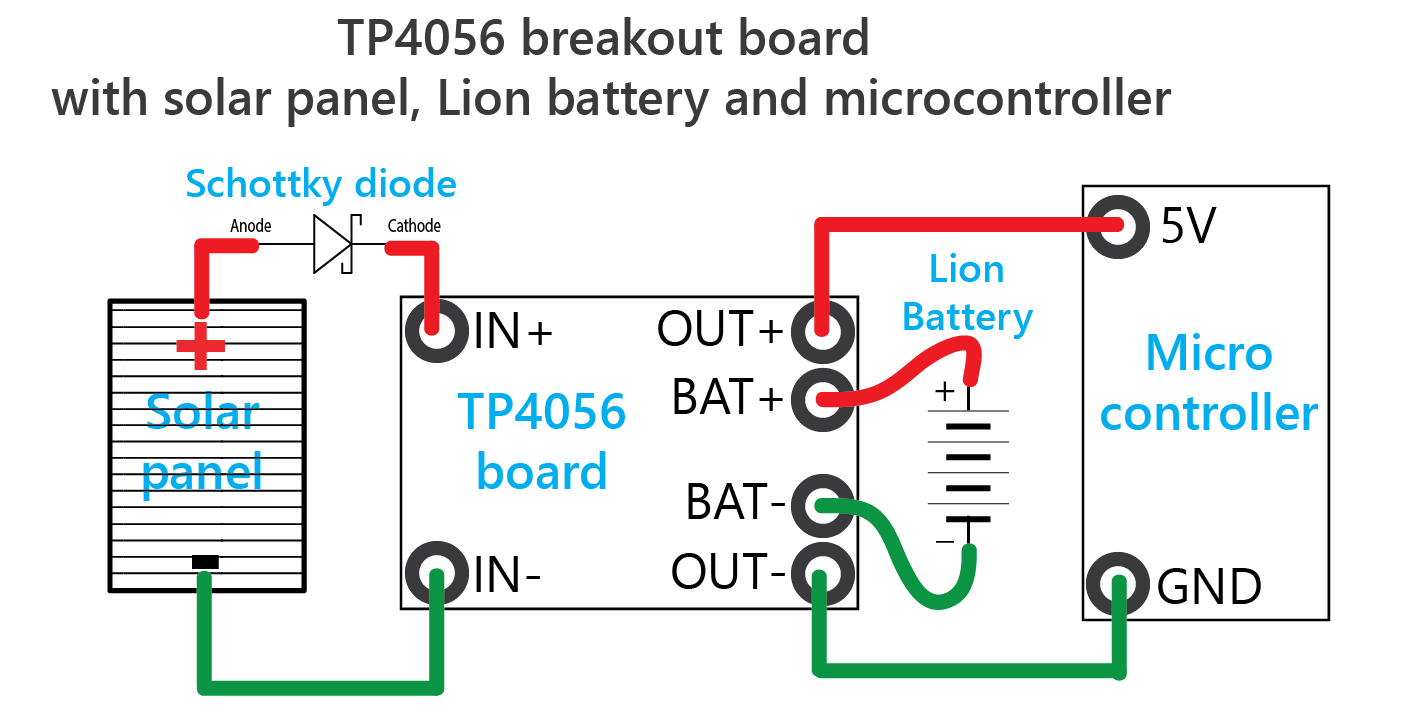 TP4056 breakout board
with solar panel, Lion battery and microcontroller
Schottky diode
Anode
Cathode
+
Solar
panel
IN+
IN-
TP4056
board
OUT+
BAT+
BAT-
OUT-
Lion
Battery
+
−
5V
Micro
controller
GND